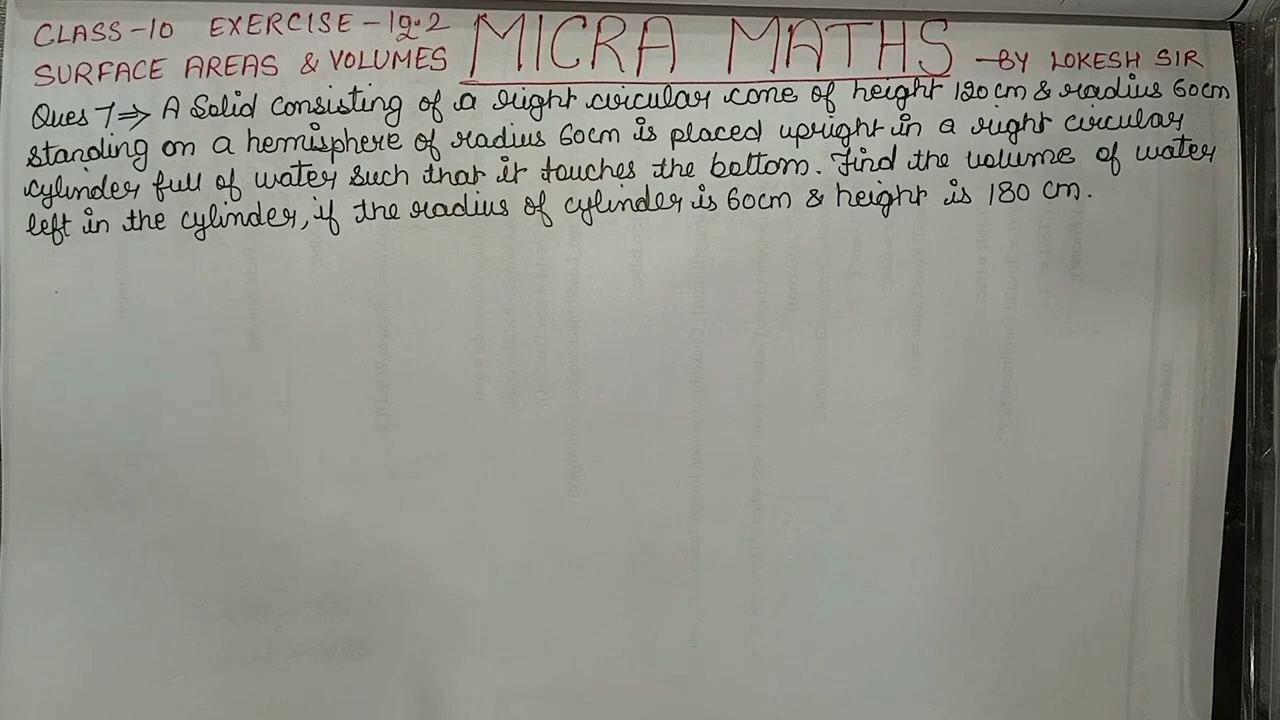 CLASS-10 EXERCISE-12.2 MICRA MATHS -BY LOKESH SIR
SURFACE AREAS & VOLUMES
Ques 7⇒ A Solid consisting of a right circular cone of height 120 cm & radius 60cm
standing on a hemisphere of radius 60cm is placed upright in a right circular
cylinder full of water such that it touches the bottom. Find the volume of water
left in the cylinder, if the radius of cylinder is 60cm & height is 180 cm.